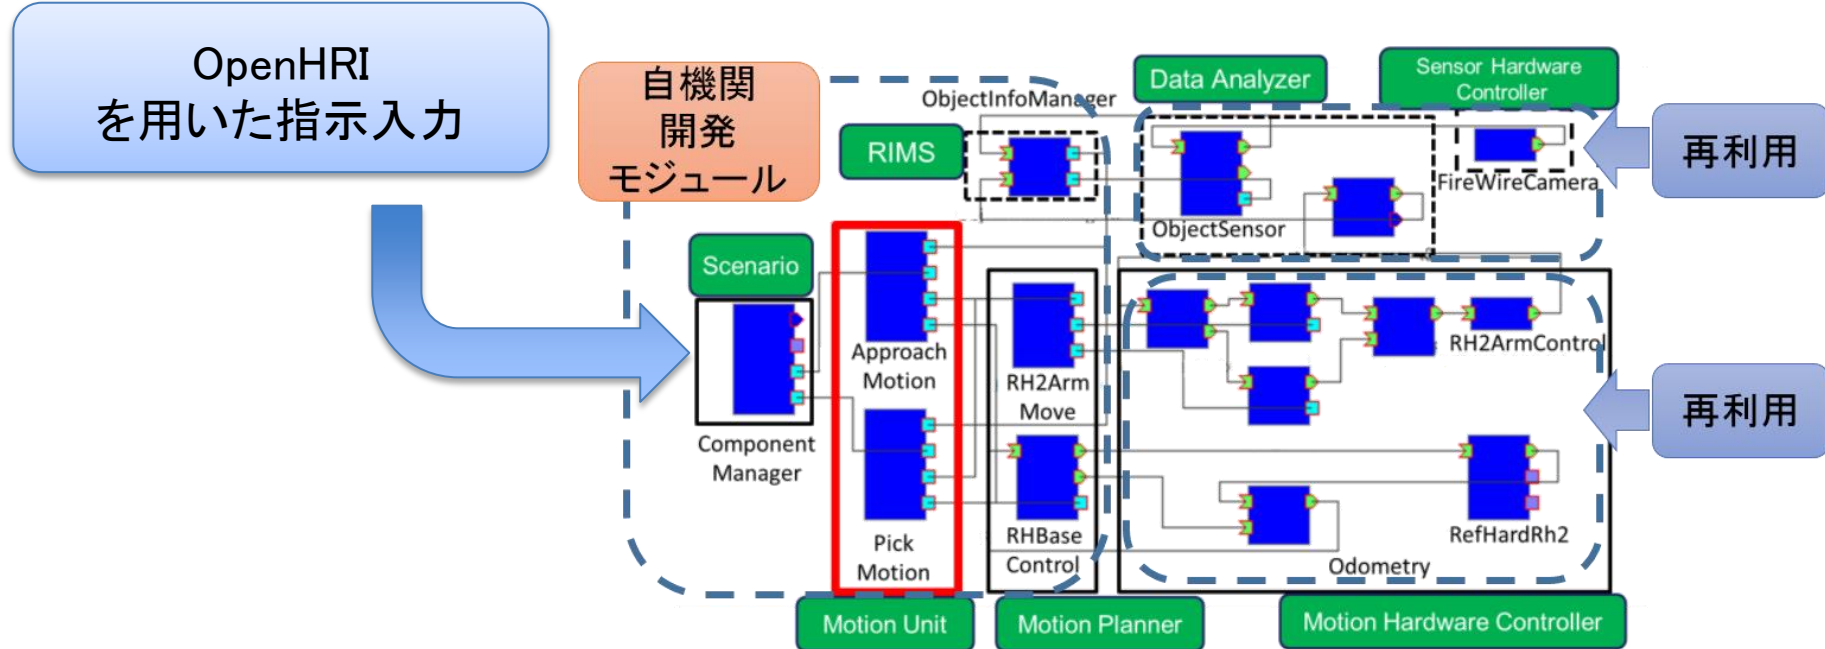 OpenHRI
を用いた指示入力
自機関
開発
モジュール
ObjectInfoManager
RIMS
Data Analyzer
Sensor Hardware
Controller
再利用
FireWireCamera
ObjectSensor
Scenario
Component
Manager
Approach
Motion
Pick
Motion
Motion Unit
RH2Arm
Move
RHBase
Control
Motion Planner
RH2ArmControl
再利用
RefHardRh2
Odometry
Motion Hardware Controller